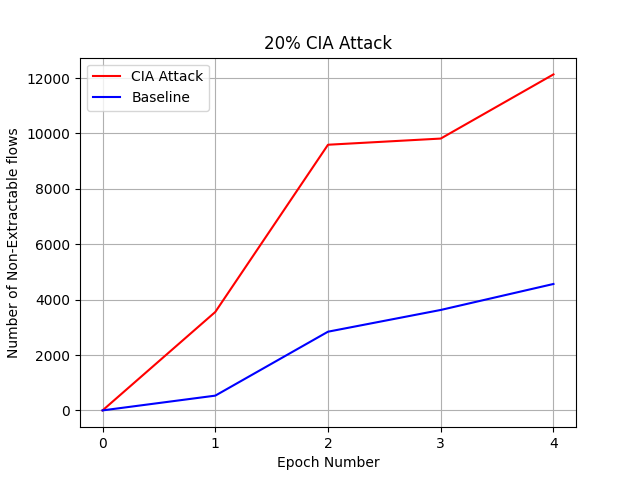 20% CIA Attack
CIA Attack
Baseline
Number of Non-Extractable flows
12000
10000
8000
6000
4000
2000
0
0 1 2 3 4
Epoch Number